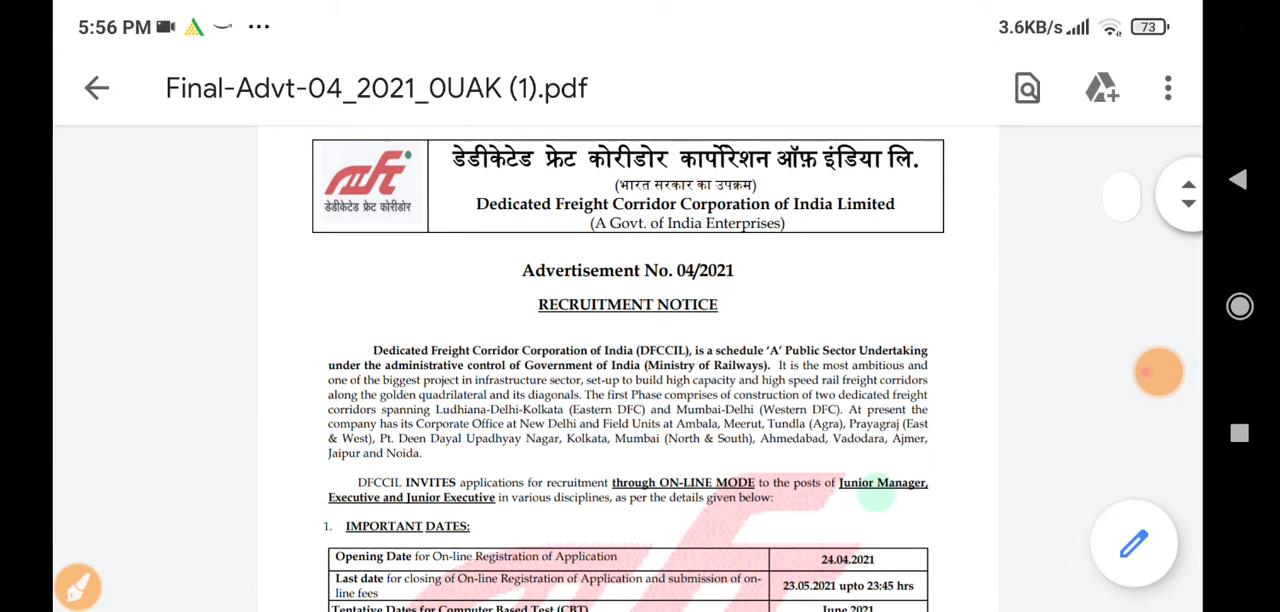 5:56 PM
3.6KB/s
73
Final-Advt-04_2021_0UAK (1).pdf
डेडीकेटेड फ्रेट कोरीडोर
डेडीकेटेड फ्रेट कोरीडोर कार्पोरेशन ऑफ़ इंडिया लि.
(भारत सरकार का उपक्रम)
Dedicated Freight Corridor Corporation of India Limited
(A Govt. of India Enterprises)
Advertisement No. 04/2021
RECRUITMENT NOTICE
Dedicated Freight Corridor Corporation of India (DFCCIL), is a schedule ‘A’ Public Sector Undertaking
under the administrative control of Government of India (Ministry of Railways). It is the most ambitious and
one of the biggest project in infrastructure sector, set-up to build high capacity and high speed rail freight corridors
along the golden quadrilateral and its diagonals. The first Phase comprises of construction of two dedicated freight
corridors spanning Ludhiana-Delhi-Kolkata (Eastern DFC) and Mumbai-Delhi (Western DFC). At present the
company has its Corporate Office at New Delhi and Field Units at Ambala, Meerut, Tundla (Agra), Prayagraj (East
& West), Pt. Deen Dayal Upadhyay Nagar, Kolkata, Mumbai (North & South), Ahmedabad, Vadodara, Ajmer,
Jaipur and Noida.
DFCCIL INVITES applications for recruitment through ON-LINE MODE to the posts of Junior Manager,
Executive and Junior Executive in various disciplines, as per the details given below:
1. IMPORTANT DATES:
Opening Date for On-line Registration of Application
24.04.2021
Last date for closing of On-line Registration of Application and submission of on-
line fees
23.05.2021 upto 23:45 hrs
Tentative Dates for Computer Based Test (CBT)
June 2021